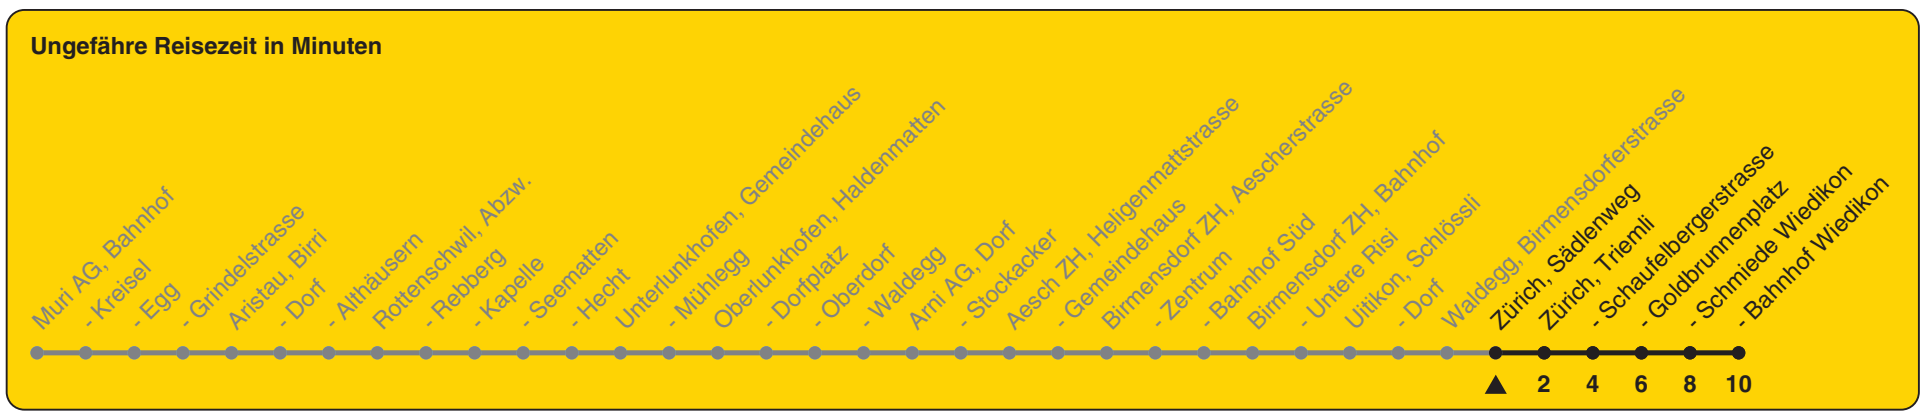 Ungefähre Reisezeit in Minuten
Muri AG, Bahnhof
- Kreisel
- Egg
- Grindelstrasse
Aristau, Birri
- Dorf
- Althäusern
Rottenschwil, Abzw.
- Rebberg
- Kapelle
- Seematten
- Hecht
Unterlunkhofen, Gemeindehaus
- Mühlegg
Oberlunkhofen, Haldenmatten
- Dorfplatz
- Oberdorf
- Waldegg
Arni AG, Dorf
- Stockacker
Aesch ZH, Heligenmattstrasse
- Gemeindehaus
Birmensdorf ZH, Aescherstrasse
- Zentrum
- Bahnhof Süd
Birmensdorf ZH, Bahnhof
- Untere Risi
Uitikon, Schlössli
- Dorf
Waldegg, Birmensdorferstrasse
Zürich, Sädlenweg
Zürich, Triemli
- Schaufelbergerstrasse
- Goldbrunnenplatz
- Schmiede Wiedikon
- Bahnhof Wiedikon
2 4 6 8 10